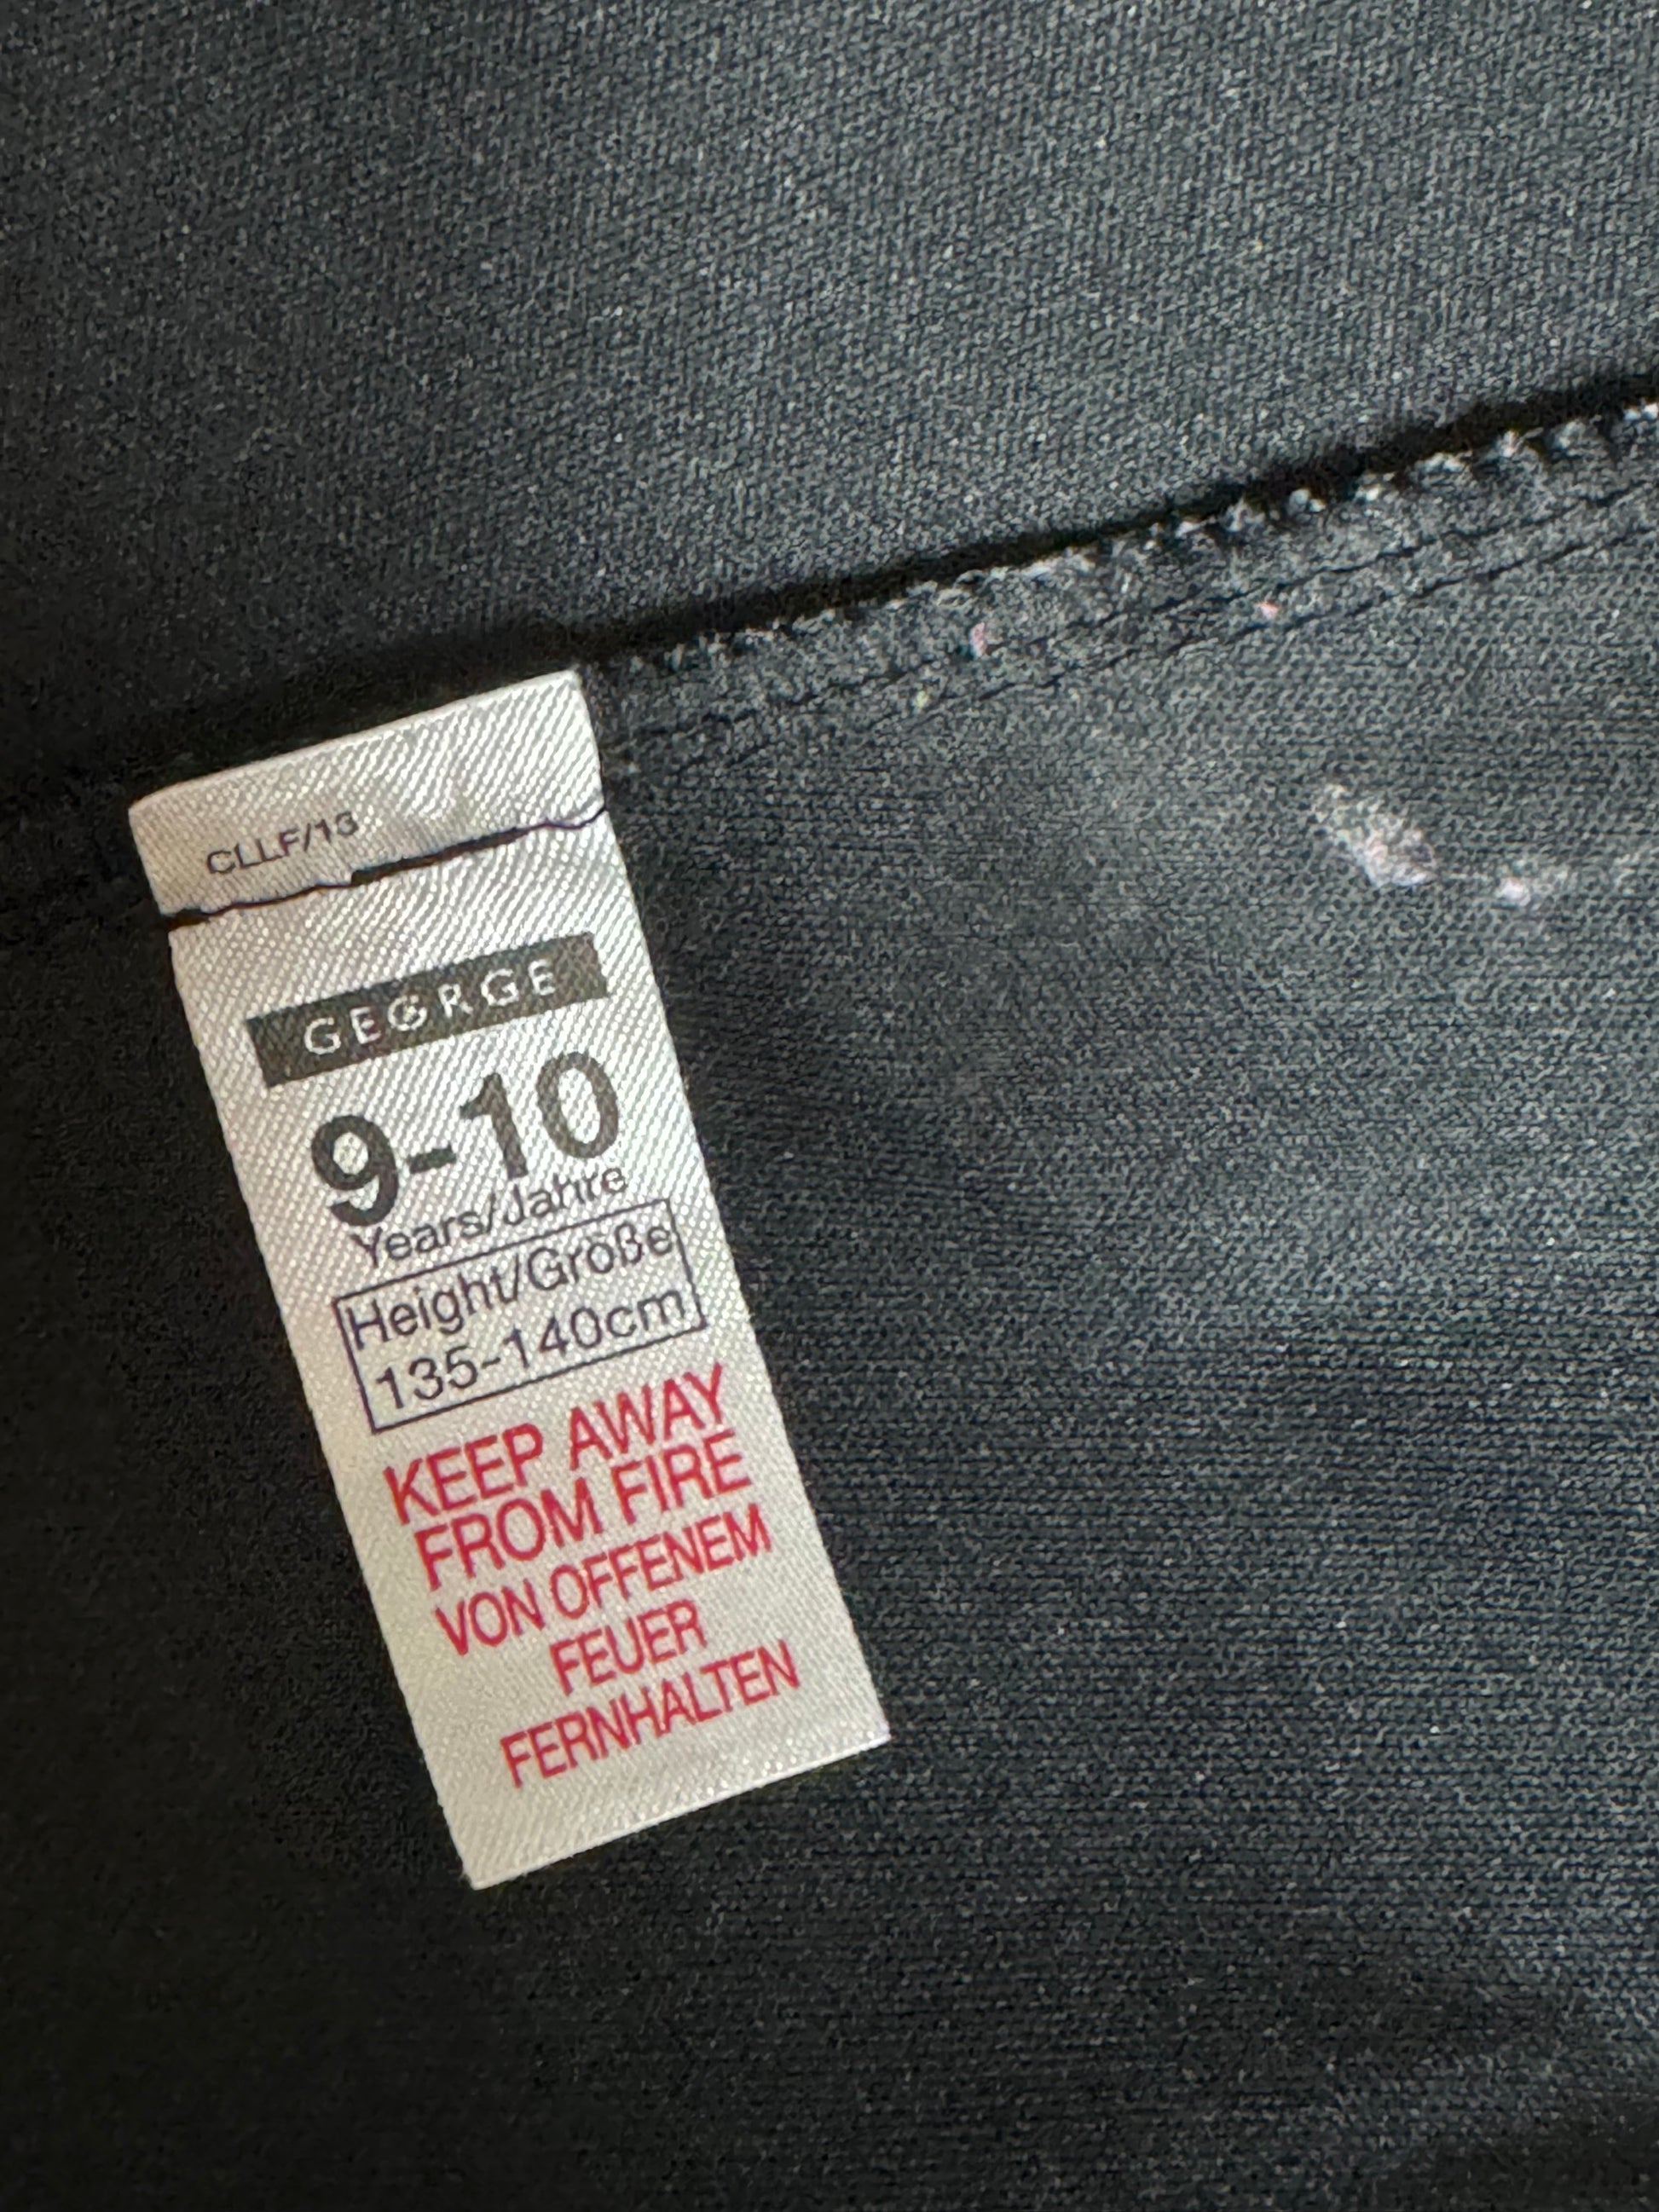 CLLF/13
GEORGE
9-10
Years/Jahre
Height/Größe
135-140cm
KEEP AWAY
FROM FIRE
VON OFFENEM
FEUER
FERNHALTEN